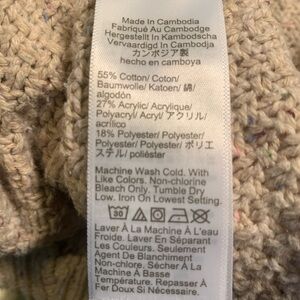 Made In Cambodia
Fabriqué Au Cambodge
Hergestellt In Kambodscha
Vervaardigd In Cambodja
カンボジア製
hecho en camboya
55% Cotton/ Coton/
Baumwolle/ Katoen/ 綿/
algodón
27% Acrylic/ Acrylique/
Polyacryl/ Acryl/ アクリル/
acrílico
18% Polyester/ Polyester/
Polyester/ Polyester/ ポリエ
ステル/ poliéster
Machine Wash Cold. With
Like Colors. Non-chlorine
Bleach Only. Tumble Dry
Low. Iron On Lowest Setting.
30
Laver À La Machine À L'eau
Froide. Laver En Séparant
Les Couleurs. Seulement
Agent De Blanchiment
Non-chlore. Sécher À La
Machine A Basse
Température. Repasser À
Fer Doux Si Nécessaire.